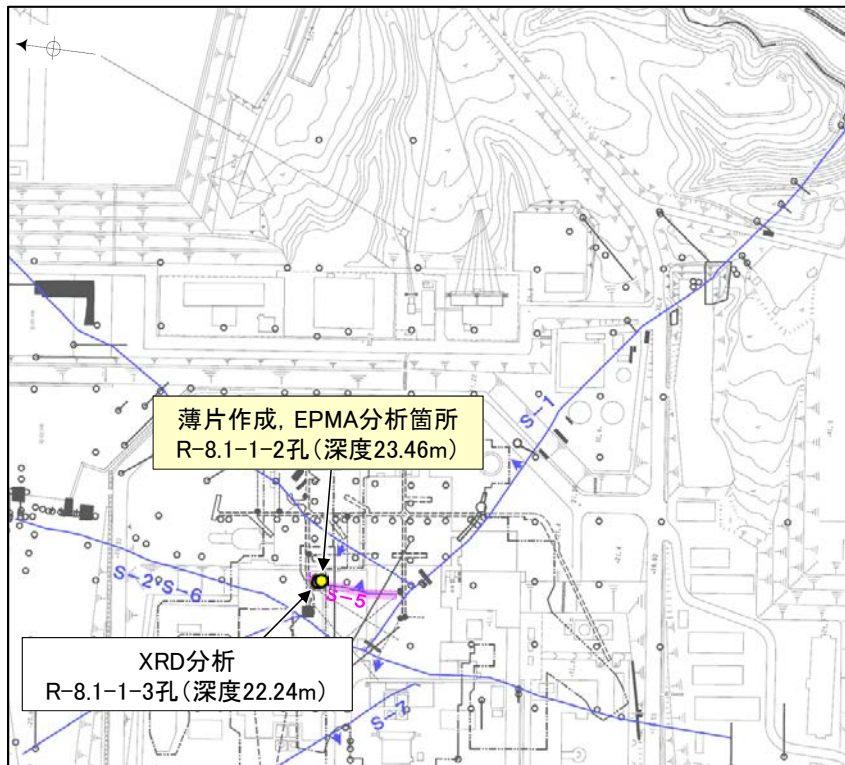 S-1
薄片作成, EPMA分析箇所
R-8.1-1-2孔(深度23.46m)
S-2・S-6
S-5
XRD分析
R-8.1-1-3孔(深度22.24m)
S-7